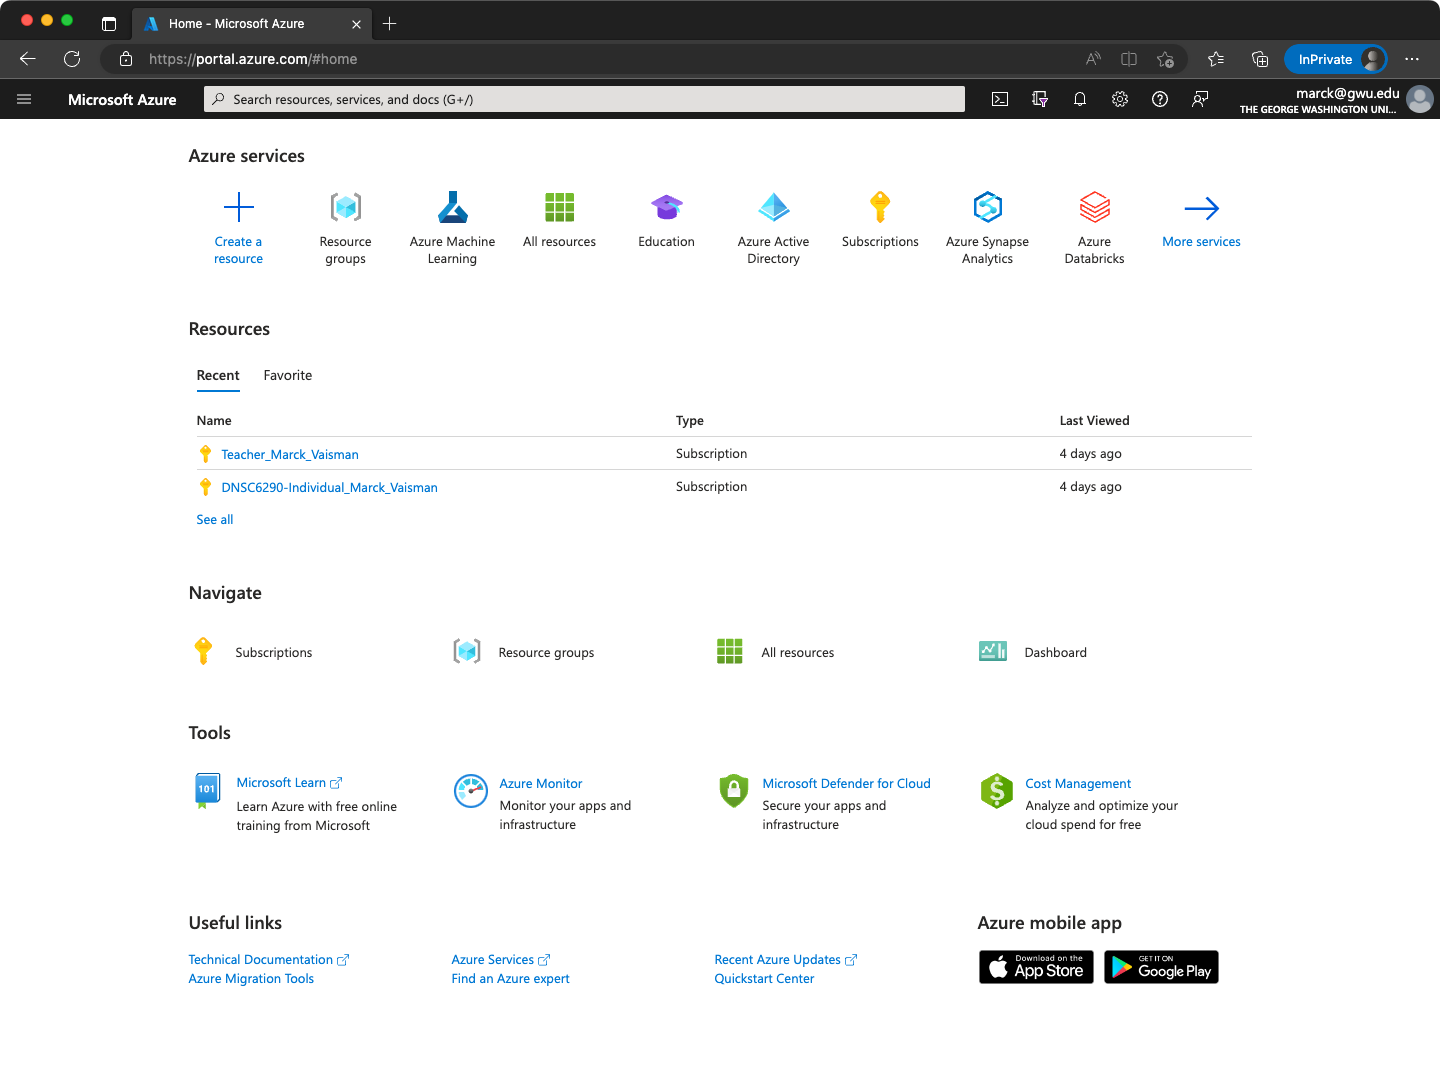 Home - Microsoft Azure
https://portal.azure.com/#home
InPrivate
Microsoft Azure
Search resources, services, and docs (G+/)
marck@gwu.edu
THE GEORGE WASHINGTON UNI...
Azure services
Create a
resource
Resource
groups
Azure Machine
Learning
All resources
Education
Azure Active
Directory
Subscriptions
Azure Synapse
Analytics
Azure
Databricks
More services
Resources
Recent
Favorite
Name
Type
Last Viewed
Teacher_Marck_Vaisman
Subscription
4 days ago
DNSC6290-Individual_Marck_Vaisman
Subscription
4 days ago
See all
Navigate
Subscriptions
Resource groups
All resources
Dashboard
Tools
101
Microsoft Learn
Learn Azure with free online
training from Microsoft
Azure Monitor
Monitor your apps and
infrastructure
Microsoft Defender for Cloud
Secure your apps and
infrastructure
Cost Management
Analyze and optimize your
cloud spend for free
Useful links
Technical Documentation
Azure Migration Tools
Azure Services
Find an Azure expert
Recent Azure Updates
Quickstart Center
Azure mobile app
Download on the
App Store
GET IT ON
Google Play